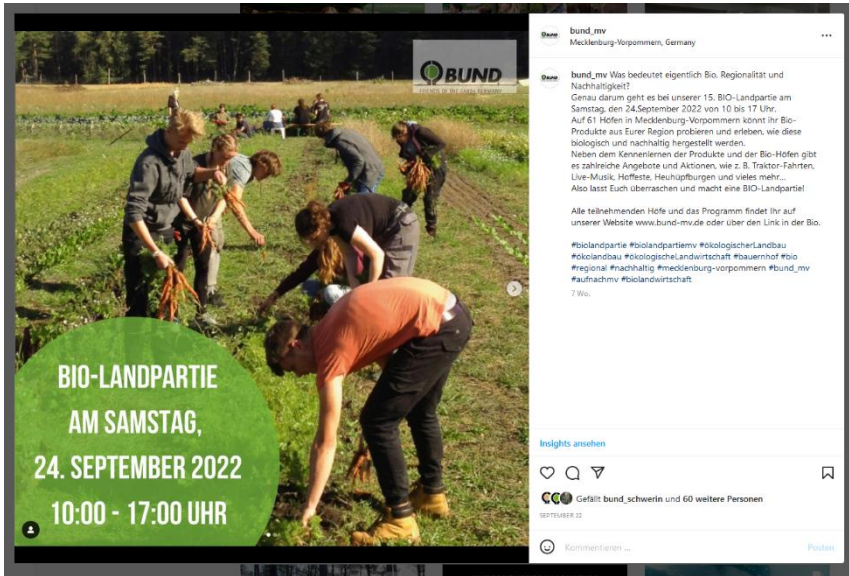 BUND
FRIENDS OF THE EARTH GERMANY
BIO-LANDPARTIE
AM SAMSTAG,
24. SEPTEMBER 2022
10:00 - 17:00 UHR
bund_mv
Mecklenburg-Vorpommern, Germany
bund_mv Was bedeutet eigentlich Bio. Regionalität und
Nachhaltigkeit?
Genau darum geht es bei unserer 15. BIO-Landpartie am
Samstag, den 24.September 2022 von 10 bis 17 Uhr.
Auf 61 Höfen in Mecklenburg-Vorpommern könnt ihr Bio-
Produkte aus Eurer Region probieren und erleben, wie diese
biologisch und nachhaltig hergestellt werden.
Neben dem Kennenlernen der Produkte und der Bio-Höfen gibt
es zahlreiche Angebote und Aktionen, wie z. B. Traktor-Fahrten,
Live-Musik, Hoffeste, Heuhüpfburgen und vieles mehr...
Also lasst Euch überraschen und macht eine BIO-Landpartie!
Alle teilnehmenden Höfe und das Programm findet Ihr auf
unserer Website www.bund-mv.de oder über den Link in der Bio.
#biolandpartie #biolandpartiemv #ökologischerLandbau
#ökolandbau #ökologischeLandwirtschaft #bauernhof #bio
#regional #nachhaltig #mecklenburg-vorpommern #bund_mv
#aufnachmv #biolandwirtschaft
7 Wo.
Insights ansehen
Gefällt bund_schwerin und 60 weitere Personen
SEPTEMBER 22
Kommentieren ...
Posten